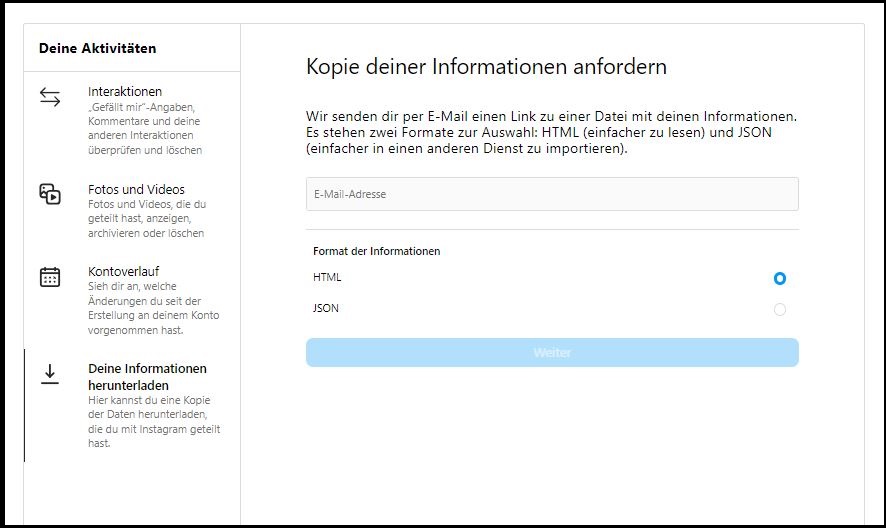 Deine Aktivitäten
Interaktionen
„Gefällt mir“-Angaben,
Kommentare und deine
anderen Interaktionen
überprüfen und löschen
Fotos und Videos
Fotos und Videos, die du
geteilt hast, anzeigen,
archivieren oder löschen
Kontoverlauf
Sieh dir an, welche
Änderungen du seit der
Erstellung an deinem Konto
vorgenommen hast.
Deine Informationen
herunterladen
Hier kannst du eine Kopie
der Daten herunterladen,
die du mit Instagram geteilt
hast.
Kopie deiner Informationen anfordern
Wir senden dir per E-Mail einen Link zu einer Datei mit deinen Informationen.
Es stehen zwei Formate zur Auswahl: HTML (einfacher zu lesen) und JSON
(einfacher in einen anderen Dienst zu importieren).
E-Mail-Adresse
Format der Informationen
HTML
JSON
Weiter